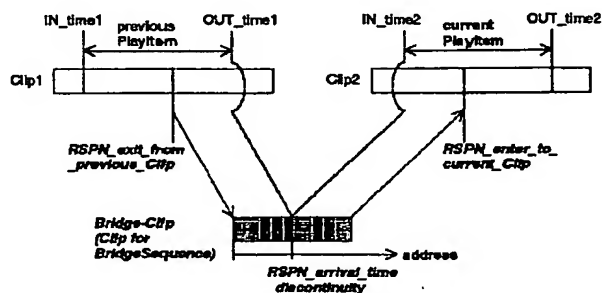 IN_time1
previous
PlayItem
OUT_time1
IN_time2
current
PlayItem
OUT_time2
Clip1
Clip2
RSPN_exit_from
_previous_Clip
RSPN_enter_to_
current_Clip
Bridge-Clip
(Clip for
BridgeSequence)
address
RSPN_arrival_time
discontinuity